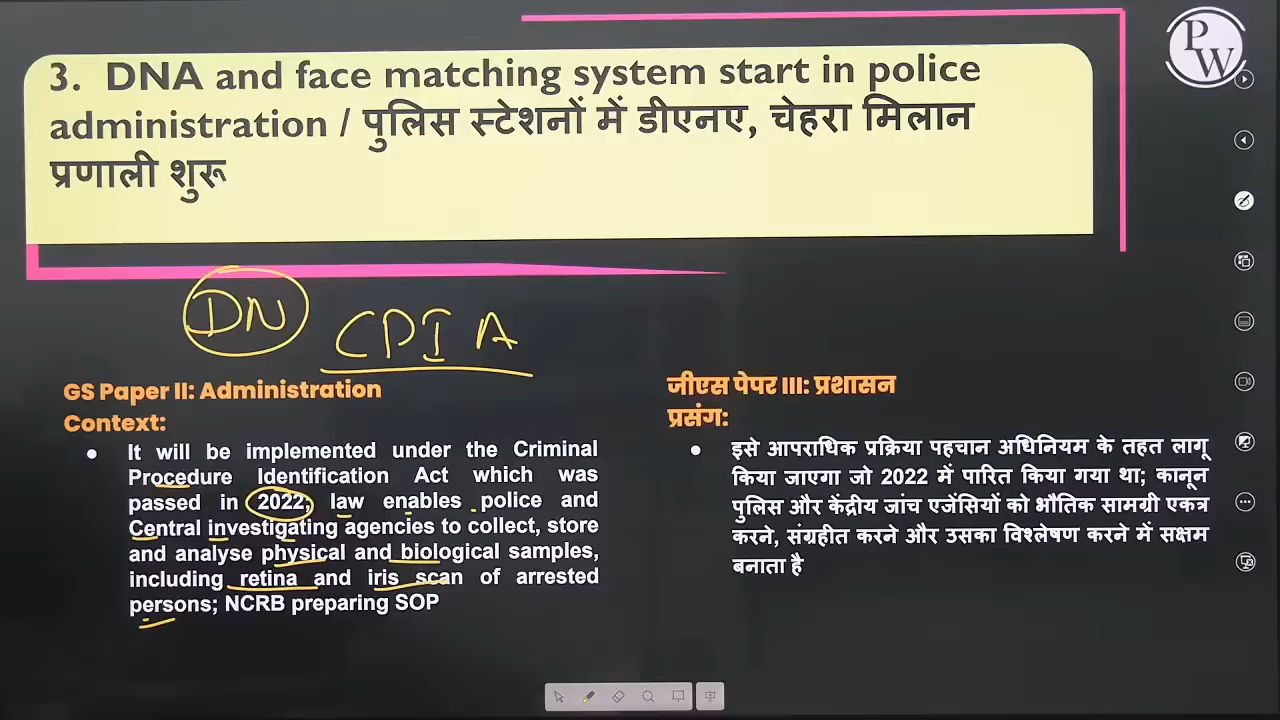 3. DNA and face matching system start in police
administration / पुलिस स्टेशनों में डीएनए, चेहरा मिलान
प्रणाली शुरू
PW
DN
CPIA
GS Paper II: Administration
Context:
● It will be implemented under the Criminal
Procedure Identification Act which was
passed in 2022; law enables police and
Central investigating agencies to collect, store
and analyse physical and biological samples,
including retina and iris scan of arrested
persons; NCRB preparing SOP
जीएस पेपर III: प्रशासन
प्रसंग:
● इसे आपराधिक प्रक्रिया पहचान अधिनियम के तहत लागू
किया जाएगा जो 2022 में पारित किया गया था; कानून
पुलिस और केंद्रीय जांच एजेंसियों को भौतिक सामग्री एकत्र
करने, संग्रहीत करने और उसका विश्लेषण करने में सक्षम
बनाता है